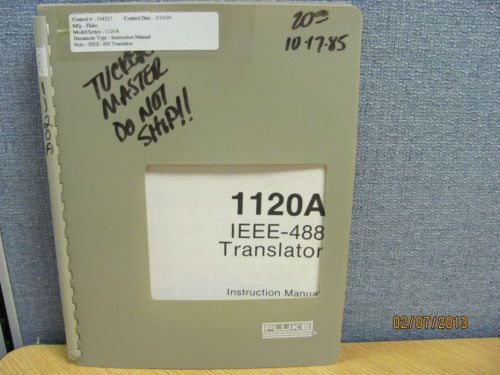 Control # - 104327 Control Date - 3/16/99
Mfg - Fluke
Model/Series - 1120A
Document Type - Instruction Manual
Note - IEEE- 488 Translator
20=
10-17-85
TUCKER
MASTER
DO NOT
SHIP!!
1120A
1120A
IEEE-488
Translator
Instruction Manual
FLUKE
02/07/2013